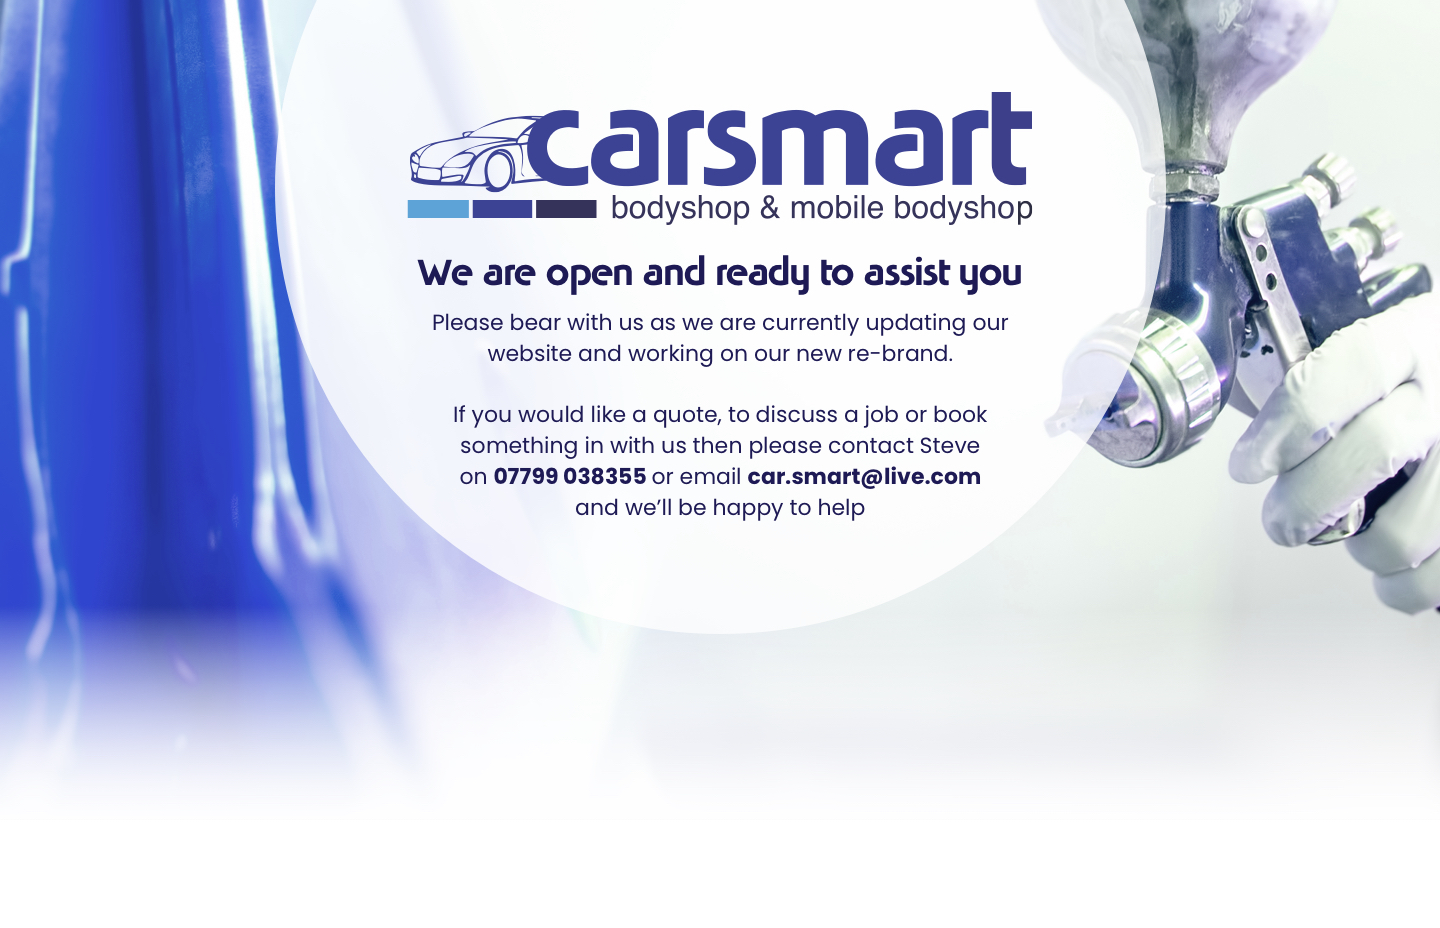 carsmart
bodyshop & mobile bodyshop
We are open and ready to assist you
Please bear with us as we are currently updating our
website and working on our new re-brand.
If you would like a quote, to discuss a job or book
something in with us then please contact Steve
on 07799 038355 or email car.smart@live.com
and we’ll be happy to help